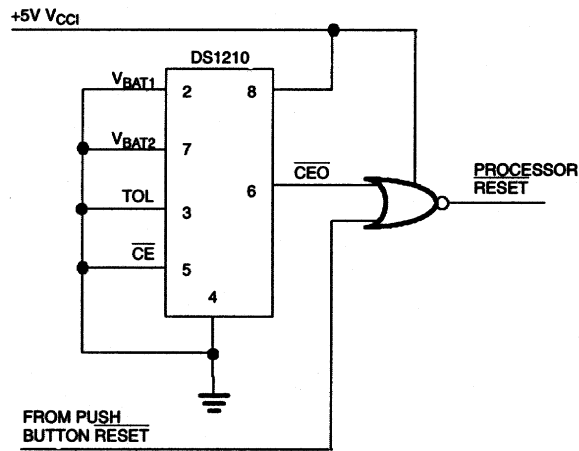 +5V VCCI
DS1210
VBAT1
2
8
VBAT2
7
CEO
6
PROCESSOR
RESET
TOL
3
CE
5
4
FROM PUSH
BUTTON RESET